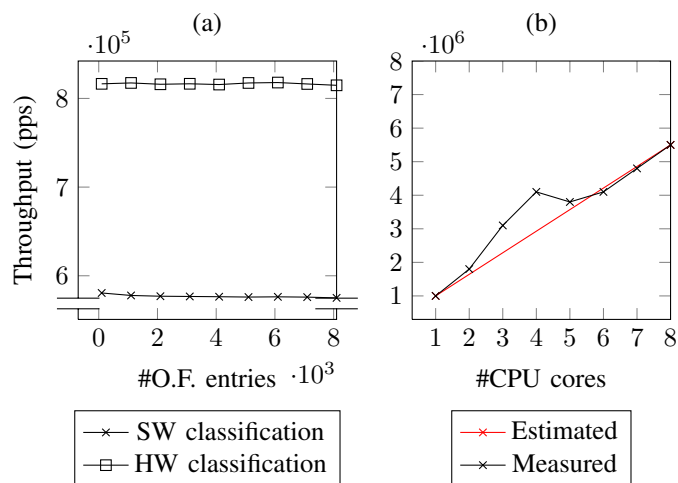 (a)
·10^5
8
7
6
Throughput (pps)
0 2 4 6 8
#O.F. entries ·10^3
SW classification
HW classification
(b)
·10^6
8
7
6
5
4
3
2
1
1 2 3 4 5 6 7 8
#CPU cores
Estimated
Measured